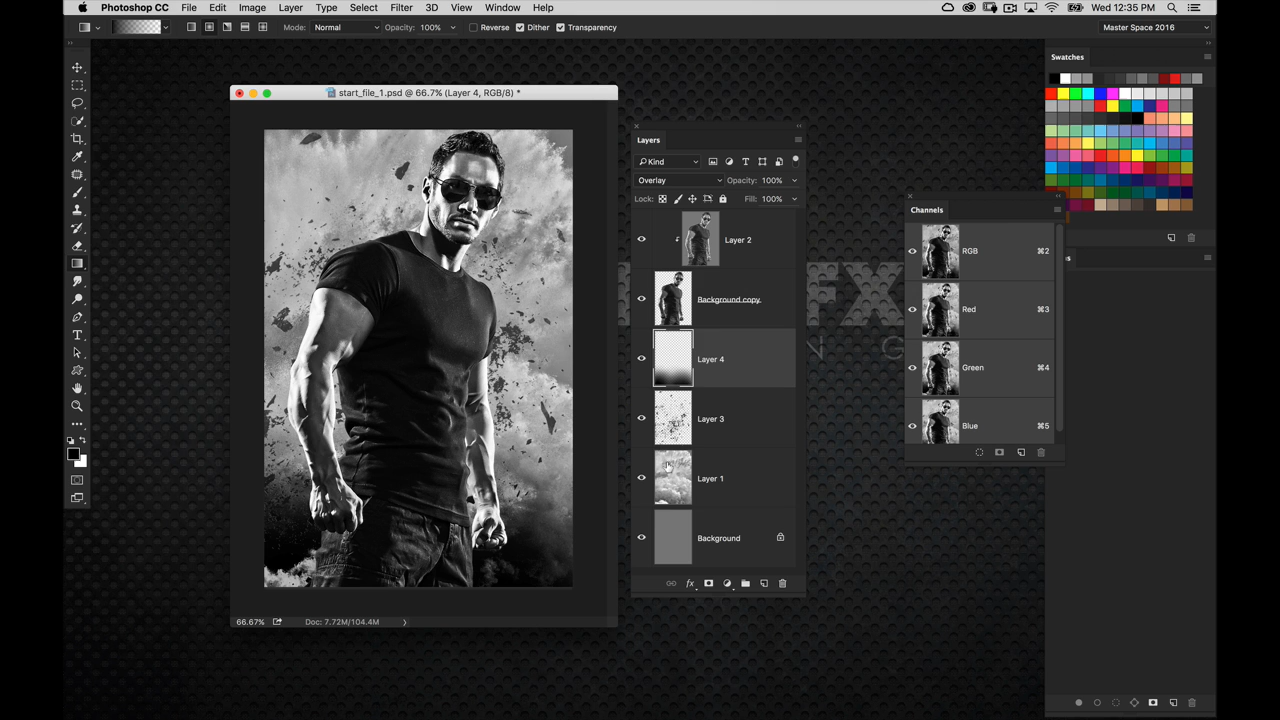 Photoshop CC File Edit Image Layer Type Select Filter 3D View Window Help Wed 12:35 PM
Mode: Normal Opacity: 100% Reverse Dither Transparency Master Space 2016
Swatches
start_file_1.psd @ 66.7% (Layer 4, RGB/8) *
Layers
Kind
Overlay Opacity: 100%
Lock: Fill: 100%
Layer 2
Background copy
Layer 4
Layer 3
Layer 1
Background
Channels
RGB ⌘2
Red ⌘3
Green ⌘4
Blue ⌘5
66.67% Doc: 7.72M/104.4M